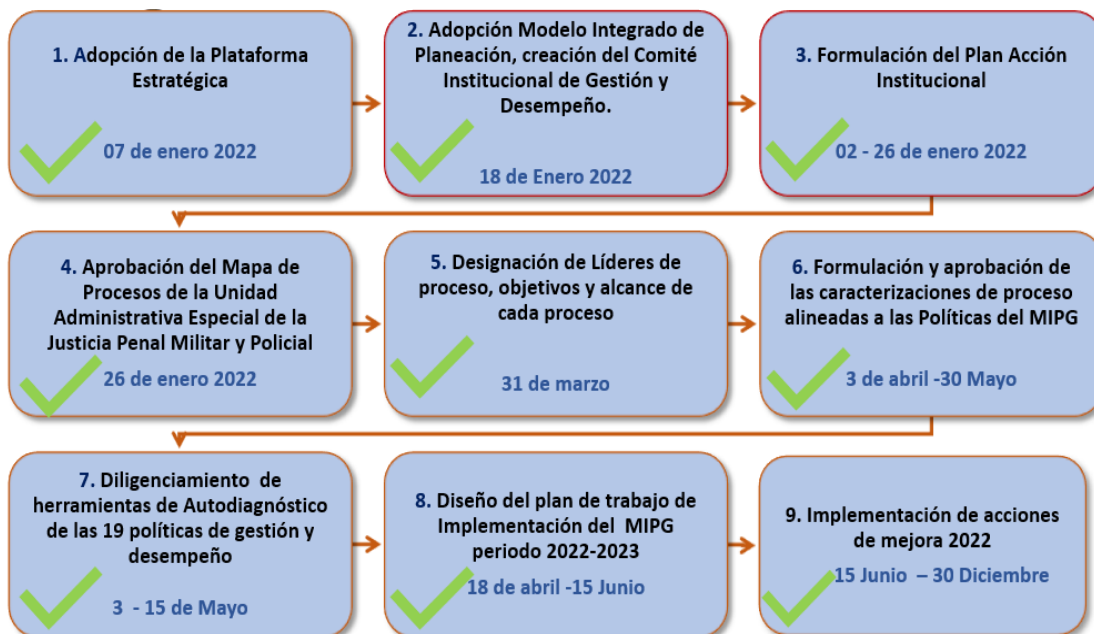 1. Adopción de la Plataforma
Estratégica
07 de enero 2022
2. Adopción Modelo Integrado de
Planeación, creación del Comité
Institucional de Gestión y
Desempeño.
18 de Enero 2022
3. Formulación del Plan Acción
Institucional
02 - 26 de enero 2022
4. Aprobación del Mapa de
Procesos de la Unidad
Administrativa Especial de la
Justicia Penal Militar y Policial
26 de enero 2022
5. Designación de Líderes de
proceso, objetivos y alcance de
cada proceso
31 de marzo
6. Formulación y aprobación de
las caracterizaciones de proceso
alineadas a las Políticas del MIPG
3 de abril -30 Mayo
7. Diligenciamiento de
herramientas de Autodiagnóstico
de las 19 políticas de gestión y
desempeño
3 - 15 de Mayo
8. Diseño del plan de trabajo de
Implementación del MIPG
periodo 2022-2023
18 de abril -15 Junio
9. Implementación de acciones
de mejora 2022
15 Junio – 30 Diciembre